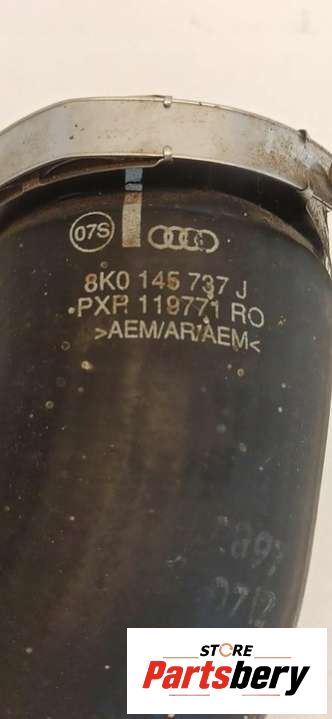 07S
8K0 145 737 J
PXP. 119771 RO
>AEM/AR/AEM<
STORE
Partsbery